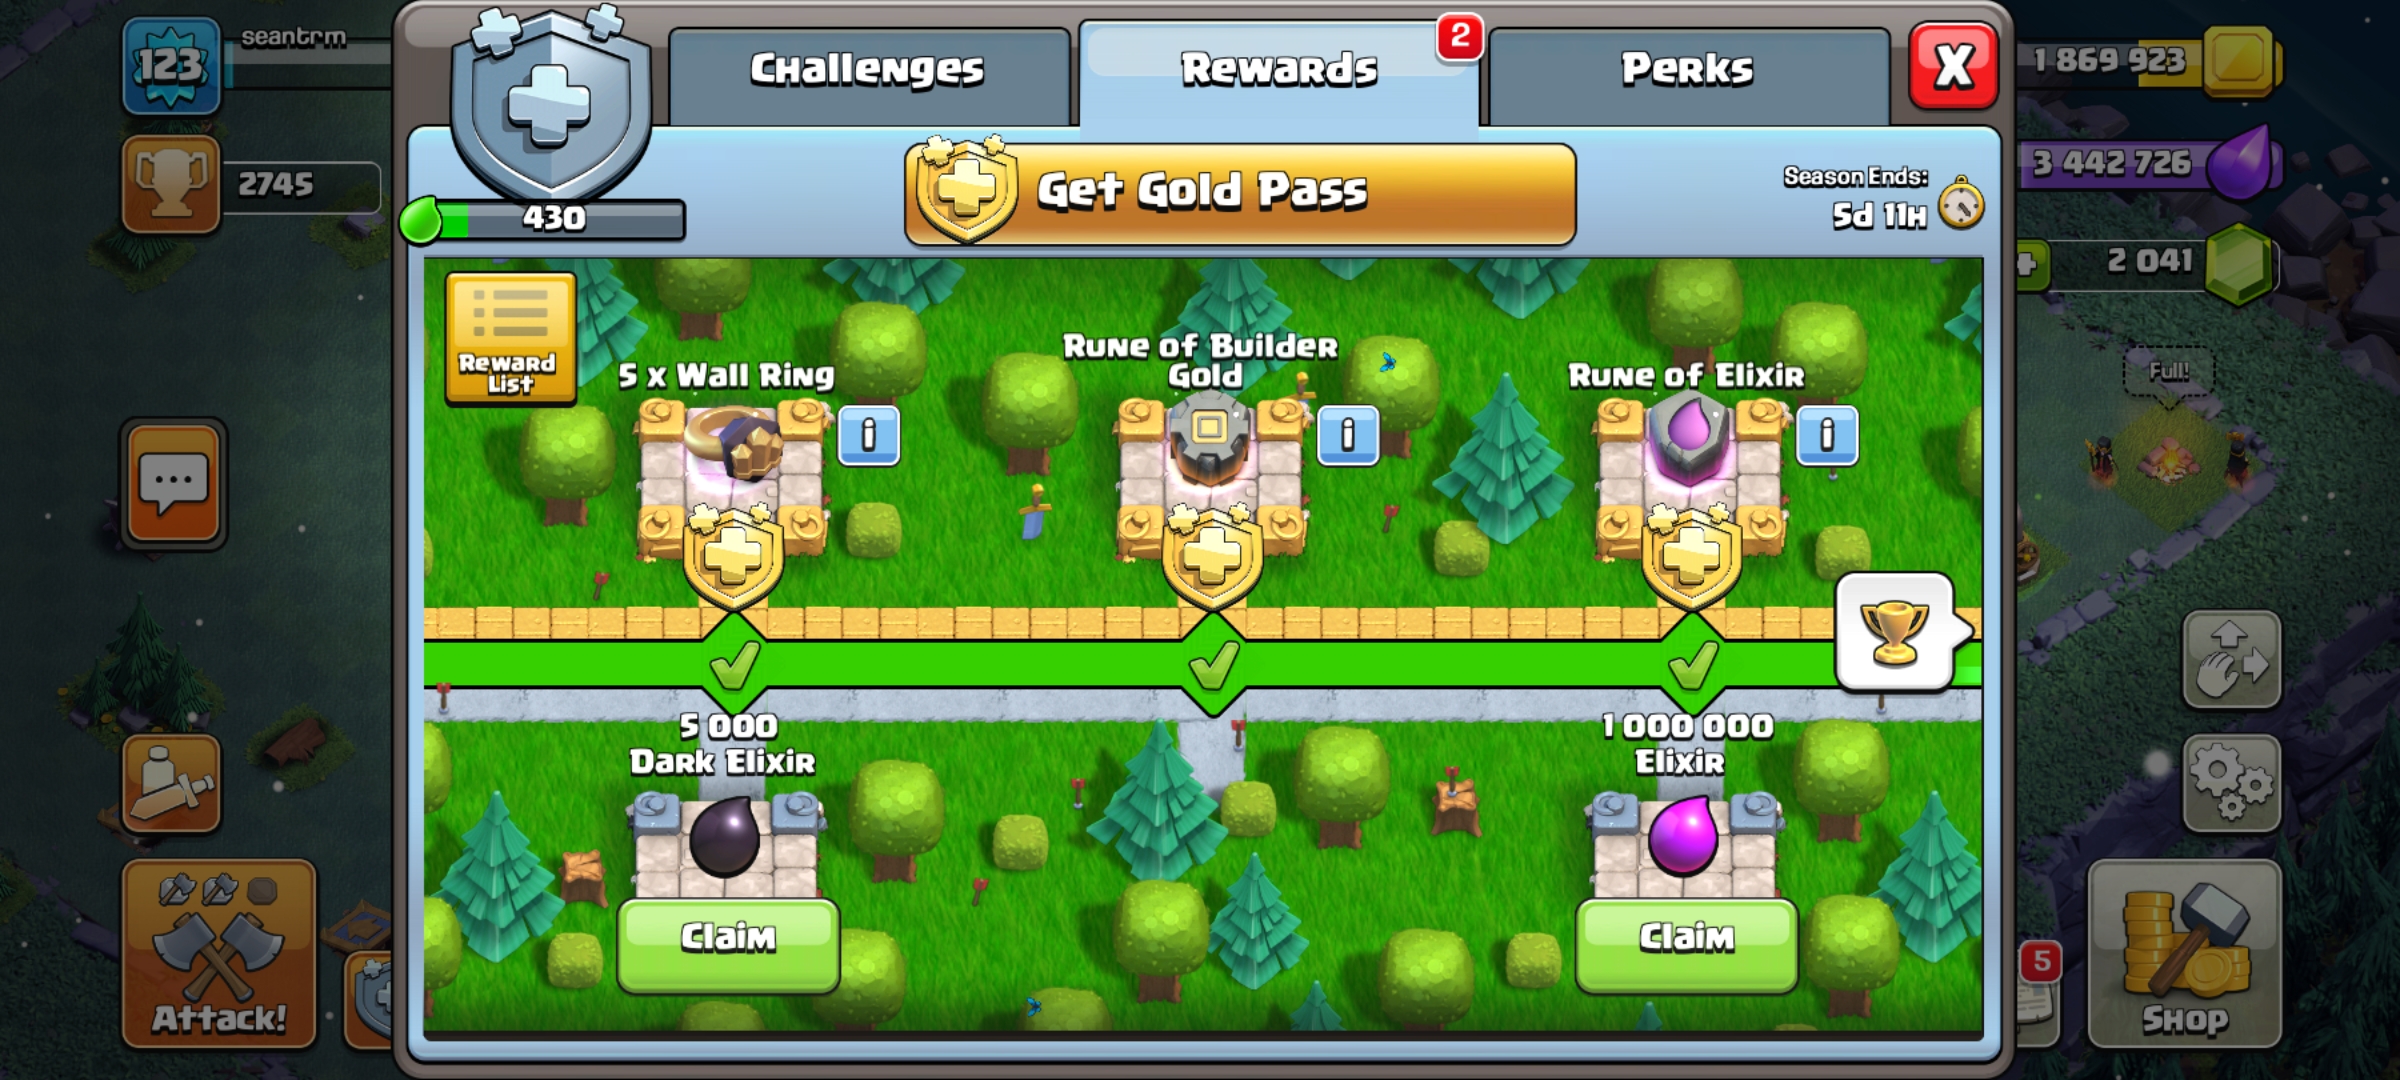 123
seantrm
2745
Challenges
Rewards
2
Perks
X
1 869 923
3 442 726
2 041
430
Get Gold Pass
Season Ends:
5d 11h
Reward
List
5 x Wall Ring
i
Rune of Builder
Gold
i
Rune of Elixir
i
Full!
5 000
Dark Elixir
Claim
1 000 000
Elixir
Claim
Attack!
5
Shop